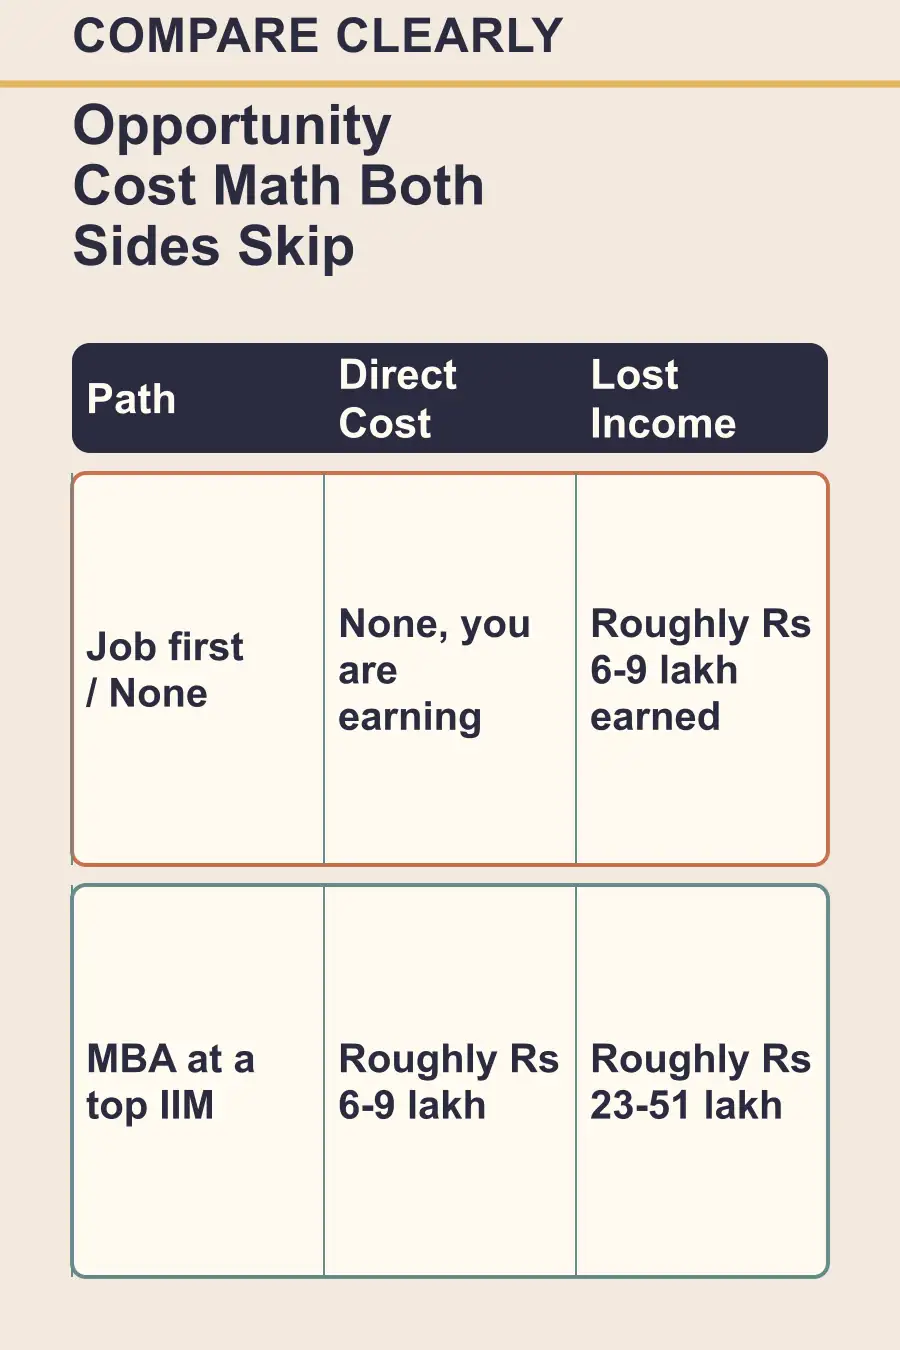 COMPARE CLEARLY
Opportunity
Cost Math Both
Sides Skip
Path
Direct
Cost
Lost
Income
Job first
/ None
None, you
are
earning
Roughly Rs
6-9 lakh
earned
MBA at a
top IIM
Roughly Rs
6-9 lakh
Roughly Rs
23-51 lakh